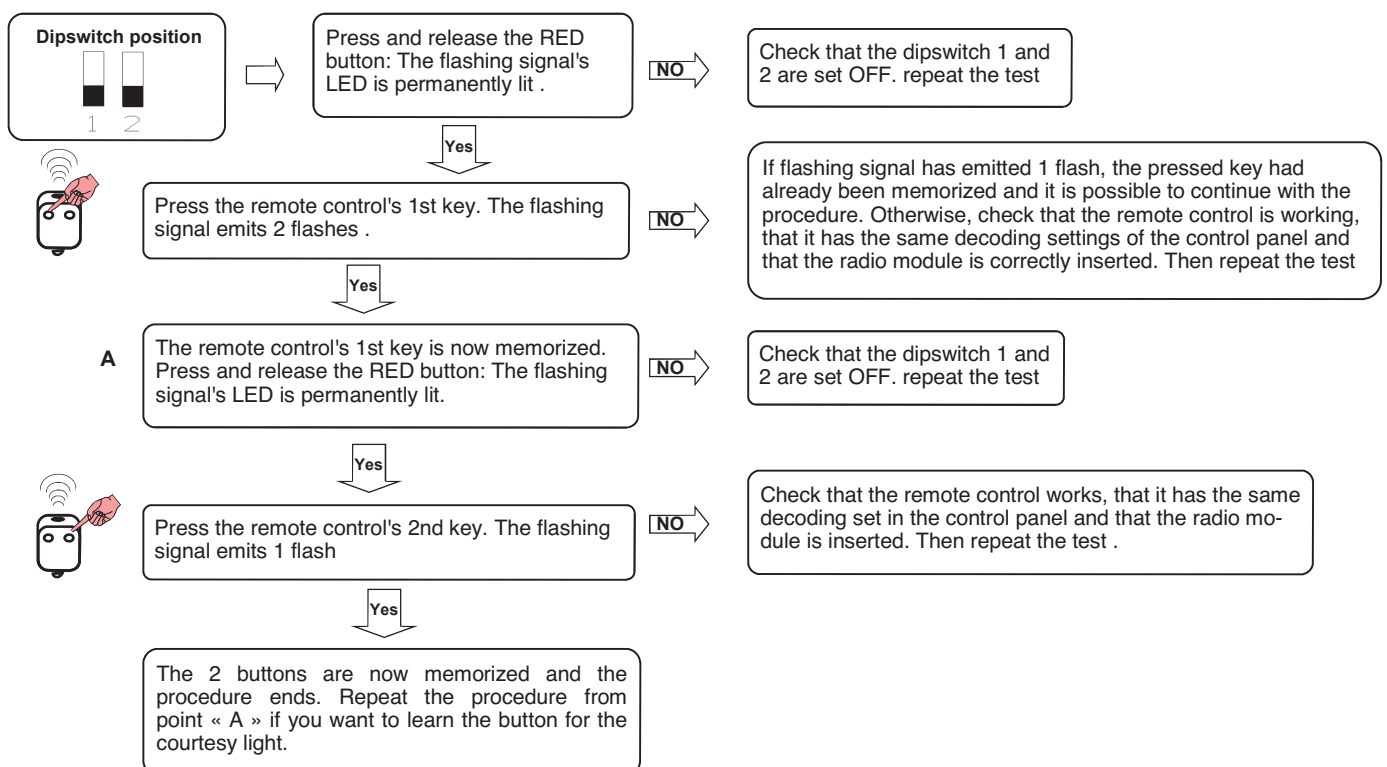 Dipswitch position
1 2
Press and release the RED
button: The flashing signal's
LED is permanently lit .
NO
Check that the dipswitch 1 and
2 are set OFF. repeat the test
Yes
Press the remote control's 1st key. The flashing
signal emits 2 flashes .
NO
If flashing signal has emitted 1 flash, the pressed key had
already been memorized and it is possible to continue with the
procedure. Otherwise, check that the remote control is working,
that it has the same decoding settings of the control panel and
that the radio module is correctly inserted. Then repeat the test
Yes
A
The remote control's 1st key is now memorized.
Press and release the RED button: The flashing
signal's LED is permanently lit.
NO
Check that the dipswitch 1 and
2 are set OFF. repeat the test
Yes
Press the remote control's 2nd key. The flashing
signal emits 1 flash
NO
Check that the remote control works, that it has the same
decoding set in the control panel and that the radio mo-
dule is inserted. Then repeat the test .
Yes
The 2 buttons are now memorized and the
procedure ends. Repeat the procedure from
point « A » if you want to learn the button for the
courtesy light.